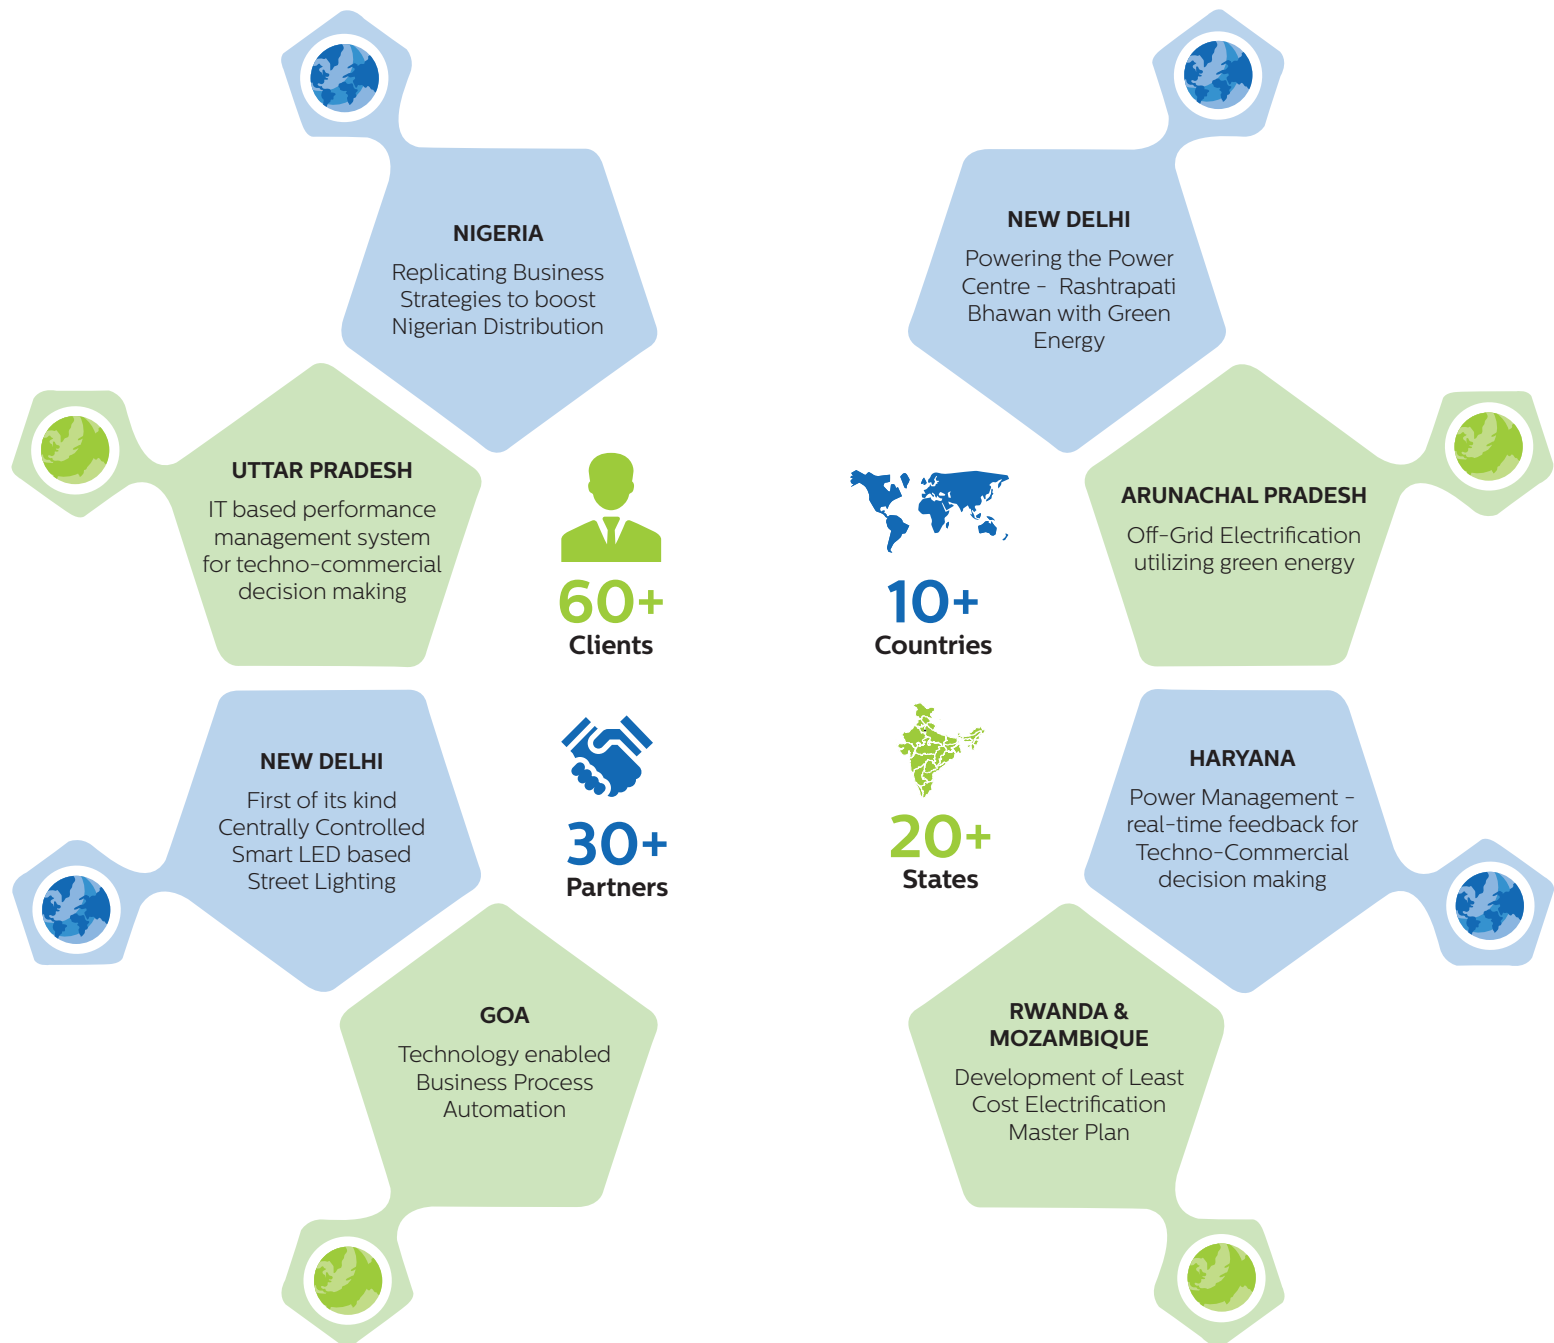 NIGERIA
Replicating Business
Strategies to boost
Nigerian Distribution
NEW DELHI
Powering the Power
Centre - Rashtrapati
Bhawan with Green
Energy
UTTAR PRADESH
IT based performance
management system
for techno-commercial
decision making
60+
Clients
10+
Countries
ARUNACHAL PRADESH
Off-Grid Electrification
utilizing green energy
NEW DELHI
First of its kind
Centrally Controlled
Smart LED based
Street Lighting
30+
Partners
20+
States
HARYANA
Power Management -
real-time feedback for
Techno-Commercial
decision making
GOA
Technology enabled
Business Process
Automation
RWANDA &
MOZAMBIQUE
Development of Least
Cost Electrification
Master Plan